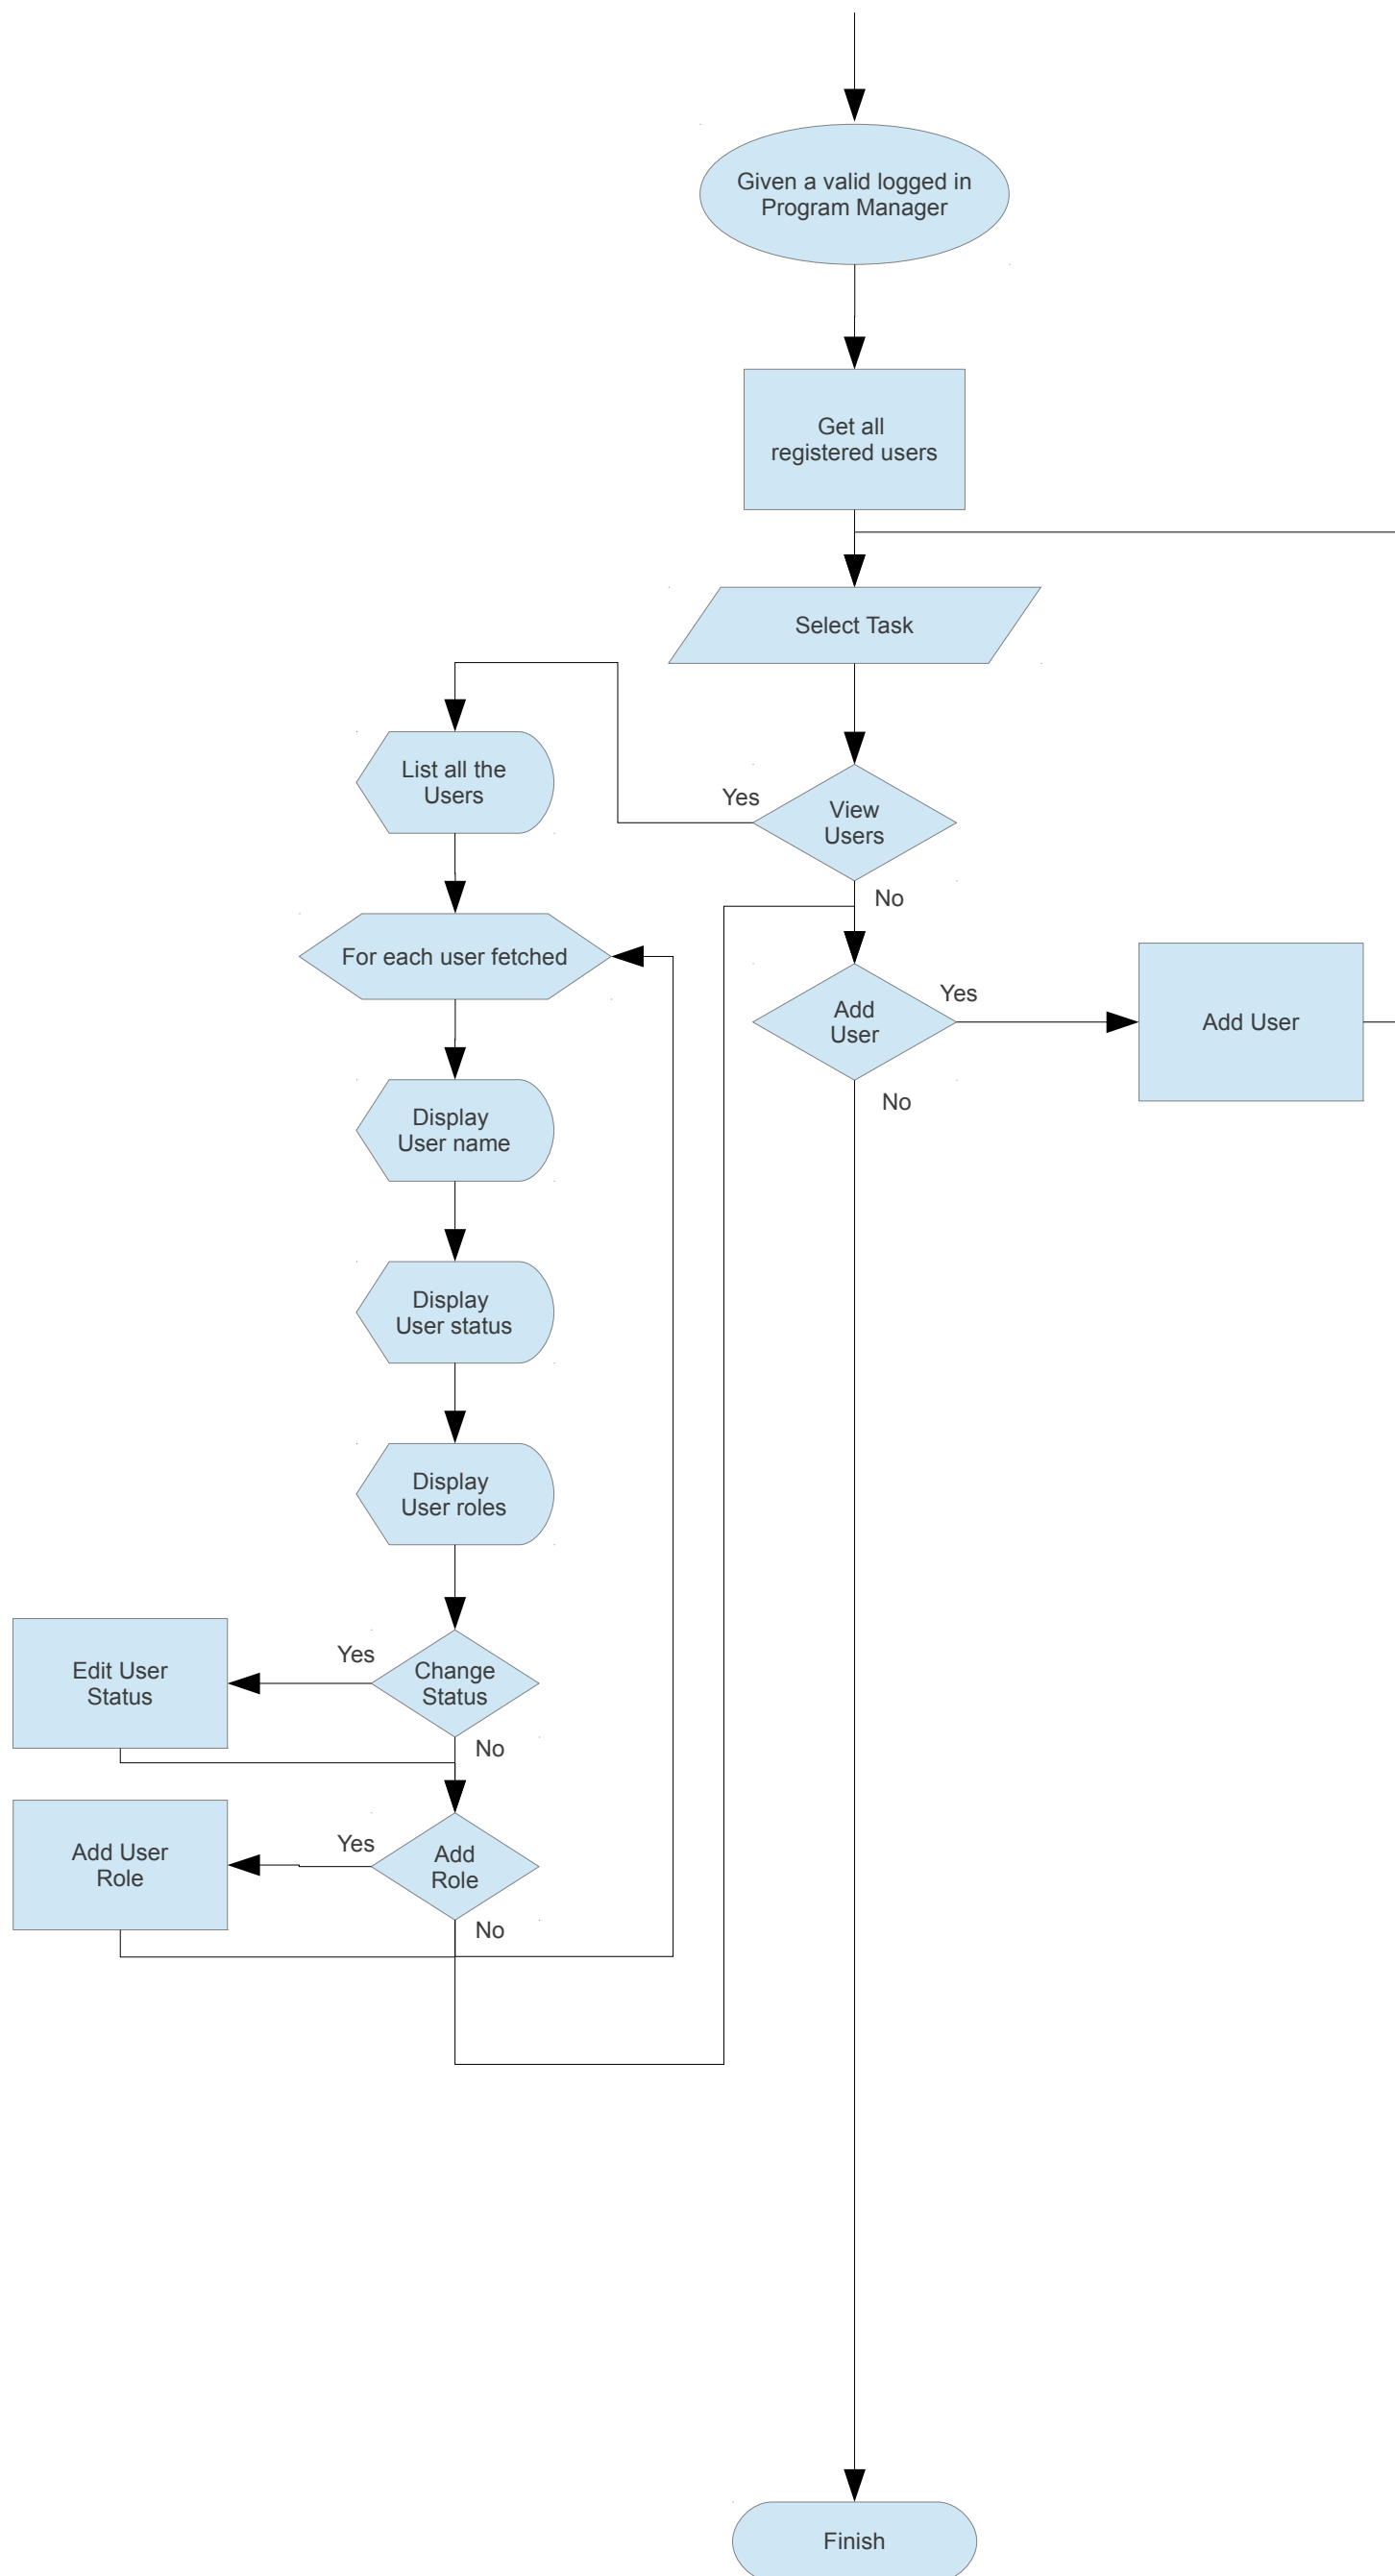 Given a valid logged in
Program Manager
Get all
registered users
Select Task
List all the
Users
Yes
View
Users
No
For each user fetched
Add
User
Yes
Add User
No
Display
User name
Display
User status
Display
User roles
Edit User
Status
Yes
Change
Status
No
Add User
Role
Yes
Add
Role
No
Finish